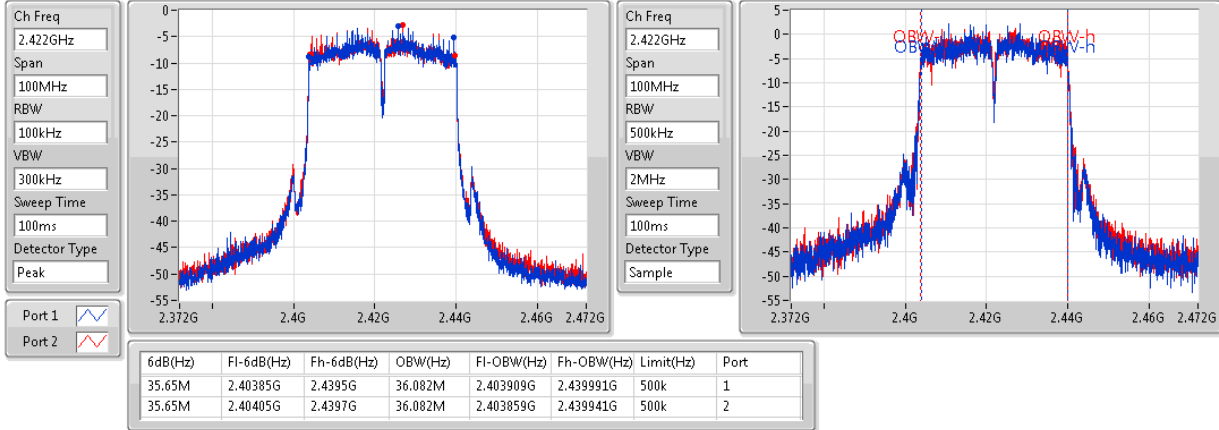 Ch Freq
2.422GHz
Span
100MHz
RBW
100kHz
VBW
300kHz
Sweep Time
100ms
Detector Type
Peak
Port 1
Port 2
0-
-5-
-10-
-15-
-20-
-25-
-30-
-35-
-40-
-45-
-50-
-55-
2.372G 2.4G 2.42G 2.44G 2.46G 2.472G
Ch Freq
2.422GHz
Span
100MHz
RBW
500kHz
VBW
2MHz
Sweep Time
100ms
Detector Type
Sample
5-
0-
-5-
-10-
-15-
-20-
-25-
-30-
-35-
-40-
-45-
-50-
-55-
OBW-h
2.372G 2.4G 2.42G 2.44G 2.46G 2.472G
6dB(Hz) Fl-6dB(Hz) Fh-6dB(Hz) OBW(Hz) Fl-OBW(Hz) Fh-OBW(Hz) Limit(Hz) Port
35.65M 2.40385G 2.4395G 36.082M 2.403909G 2.439991G 500k 1
35.65M 2.40405G 2.4397G 36.082M 2.403859G 2.439941G 500k 2